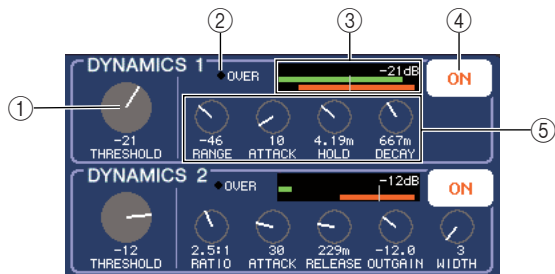 ② ③ ④
DYNAMICS 1 OVER -21dB ON
①
-21 -46 10 4.19m 667m
THRESHOLD RANGE ATTACK HOLD DECAY
⑤
DYNAMICS 2 OVER -12dB ON
-12 2.5:1 30 229m -12.0 3
THRESHOLD RATIO ATTACK RELEASE OUTGAIN WIDTH